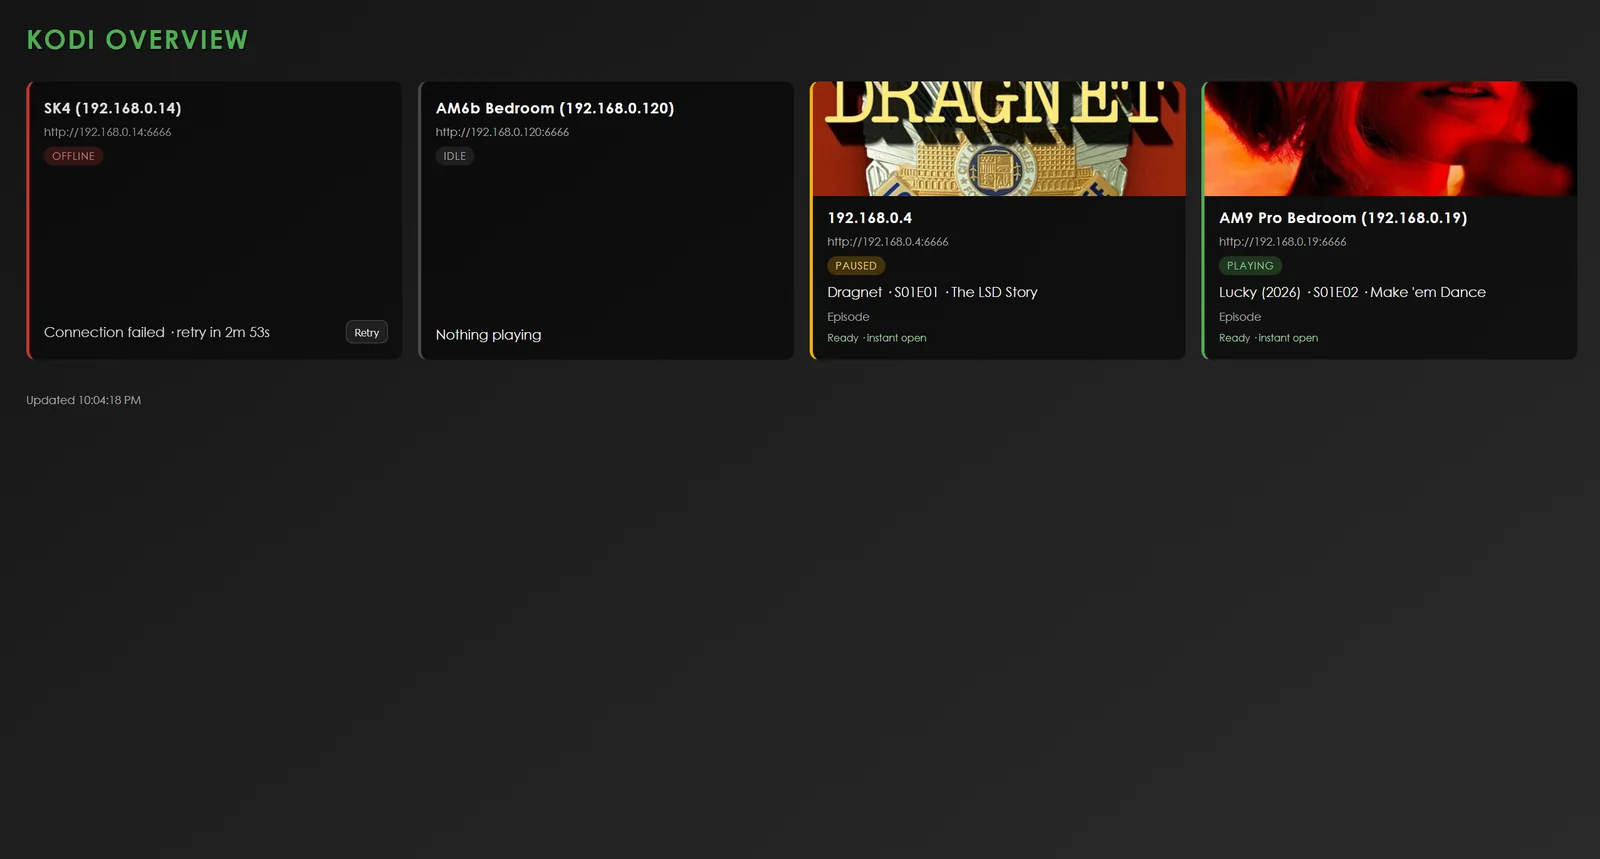 KODI OVERVIEW
SK4 (192.168.0.14)
http://192.168.0.14:6666
OFFLINE
Connection failed · retry in 2m 53s
Retry
AM6b Bedroom (192.168.0.120)
http://192.168.0.120:6666
IDLE
Nothing playing
DRAGNET
192.168.0.4
http://192.168.0.4:6666
PAUSED
Dragnet · S01E01 · The LSD Story
Episode
Ready · instant open
AM9 Pro Bedroom (192.168.0.19)
http://192.168.0.19:6666
PLAYING
Lucky (2026) · S01E02 · Make 'em Dance
Episode
Ready · instant open
Updated 10:04:18 PM